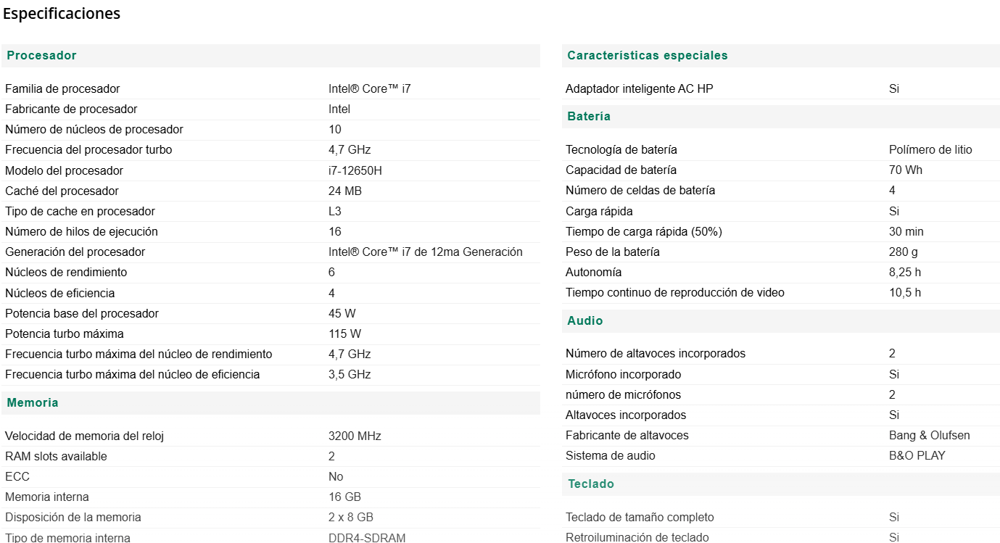 Especificaciones
Procesador
Familia de procesador Intel® Core™ i7
Fabricante de procesador Intel
Número de núcleos de procesador 10
Frecuencia del procesador turbo 4,7 GHz
Modelo del procesador i7-12650H
Caché del procesador 24 MB
Tipo de cache en procesador L3
Número de hilos de ejecución 16
Generación del procesador Intel® Core™ i7 de 12ma Generación
Núcleos de rendimiento 6
Núcleos de eficiencia 4
Potencia base del procesador 45 W
Potencia turbo máxima 115 W
Frecuencia turbo máxima del núcleo de rendimiento 4,7 GHz
Frecuencia turbo máxima del núcleo de eficiencia 3,5 GHz
Memoria
Velocidad de memoria del reloj 3200 MHz
RAM slots available 2
ECC No
Memoria interna 16 GB
Disposición de la memoria 2 x 8 GB
Tipo de memoria interna DDR4-SDRAM
Características especiales
Adaptador inteligente AC HP Si
Batería
Tecnología de batería Polímero de litio
Capacidad de batería 70 Wh
Número de celdas de batería 4
Carga rápida Si
Tiempo de carga rápida (50%) 30 min
Peso de la batería 280 g
Autonomía 8,25 h
Tiempo continuo de reproducción de video 10,5 h
Audio
Número de altavoces incorporados 2
Micrófono incorporado Si
número de micrófonos 2
Altavoces incorporados Si
Fabricante de altavoces Bang & Olufsen
Sistema de audio B&O PLAY
Teclado
Teclado de tamaño completo Si
Retroiluminación de teclado Si